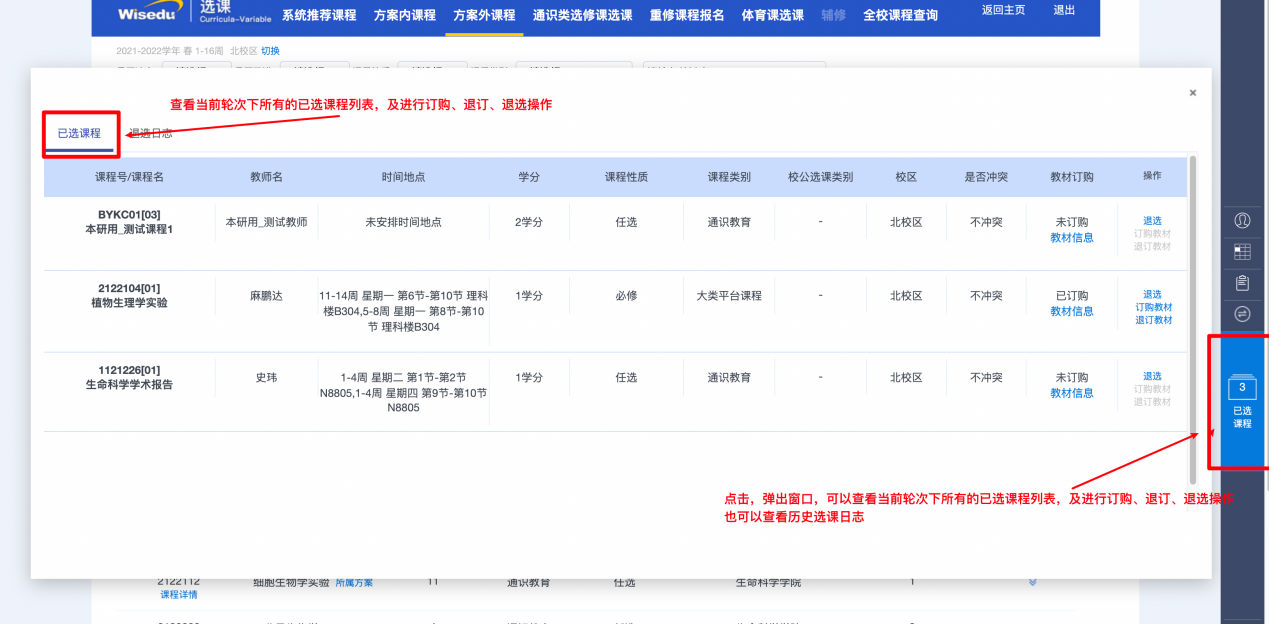 Wisedu 选课
Curricula-Variable 系统推荐课程 方案内课程 方案外课程 通识类选修课选课 重修课程报名 体育课选课 辅修 全校课程查询 返回主页 退出
2021-2022学年 春 1-16周 北校区 切换
查看当前轮次下所有的已选课程列表，及进行订购、退订、退选操作
×
已选课程 退选日志
课程号/课程名 教师名 时间地点 学分 课程性质 课程类别 校公选课类别 校区 是否冲突 教材订购 操作
BYKC01[03]
本研用_测试课程1 本研用_测试教师 未安排时间地点 2学分 任选 通识教育 - 北校区 不冲突 未订购 退选
教材信息 订购教材
退订教材
2122104[01]
植物生理学实验 麻鹏达 11-14周 星期一 第6节-第10节 理科 1学分 必修 大类平台课程 - 北校区 不冲突 已订购 退选
楼B304,5-8周 星期一 第8节-第10 教材信息 订购教材
节 理科楼B304 退订教材
1121226[01]
生命科学学术报告 史玮 1-4周 星期二 第1节-第2节 1学分 任选 通识教育 - 北校区 不冲突 未订购 退选
N8805,1-4周 星期四 第9节-第10节 教材信息 订购教材
N8805 退订教材
3
已选
课程
点击，弹出窗口，可以查看当前轮次下所有的已选课程列表，及进行订购、退订、退选操作
也可以查看历史选课日志
2122112 细胞生物学实验 所属方案 11 通识教育 任选 生命科学学院 1
课程详情